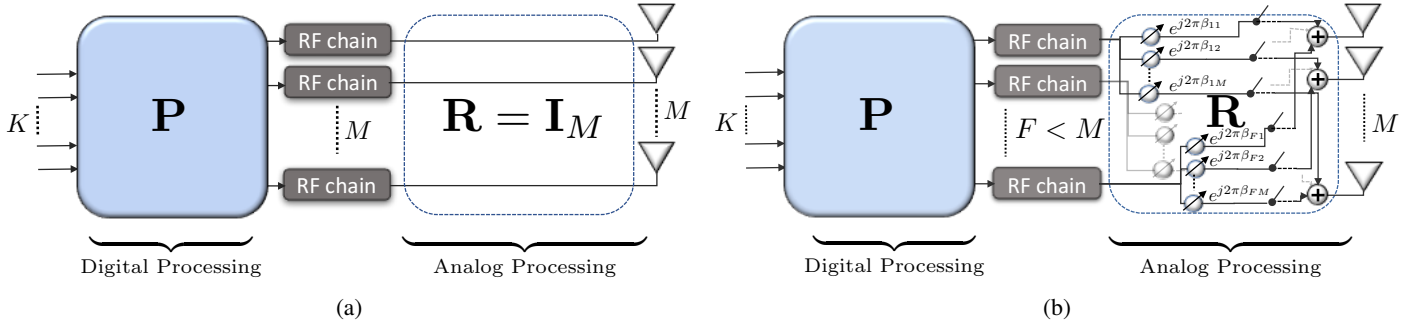 K
P
RF chain
RF chain
M
RF chain
R = I_M
M
Digital Processing
Analog Processing
(a)
K
P
RF chain
RF chain
F < M
RF chain
e^{j2πβ_{11}}
e^{j2πβ_{12}}
e^{j2πβ_{1M}}
R
e^{j2πβ_{F1}}
e^{j2πβ_{F2}}
e^{j2πβ_{FM}}
M
Digital Processing
Analog Processing
(b)